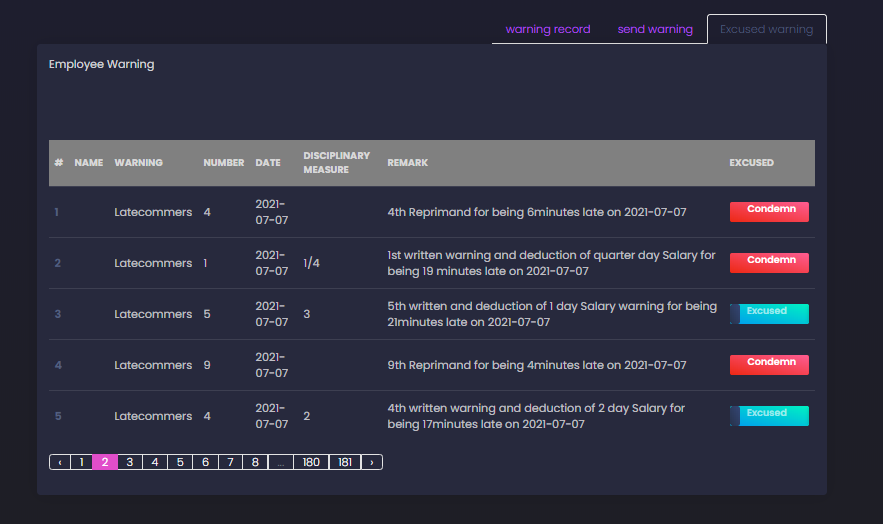 warning record send warning Excused warning
Employee Warning
# NAME WARNING NUMBER DATE DISCIPLINARY MEASURE REMARK EXCUSED
1 Latecommers 4 2021-07-07 4th Reprimand for being 6minutes late on 2021-07-07 Condemn
2 Latecommers 1 2021-07-07 1/4 1st written warning and deduction of quarter day Salary for being 19 minutes late on 2021-07-07 Condemn
3 Latecommers 5 2021-07-07 3 5th written and deduction of 1 day Salary warning for being 21minutes late on 2021-07-07 Excused
4 Latecommers 9 2021-07-07 9th Reprimand for being 4minutes late on 2021-07-07 Condemn
5 Latecommers 4 2021-07-07 2 4th written warning and deduction of 2 day Salary for being 17minutes late on 2021-07-07 Excused
‹ 1 2 3 4 5 6 7 8 ... 180 181 ›